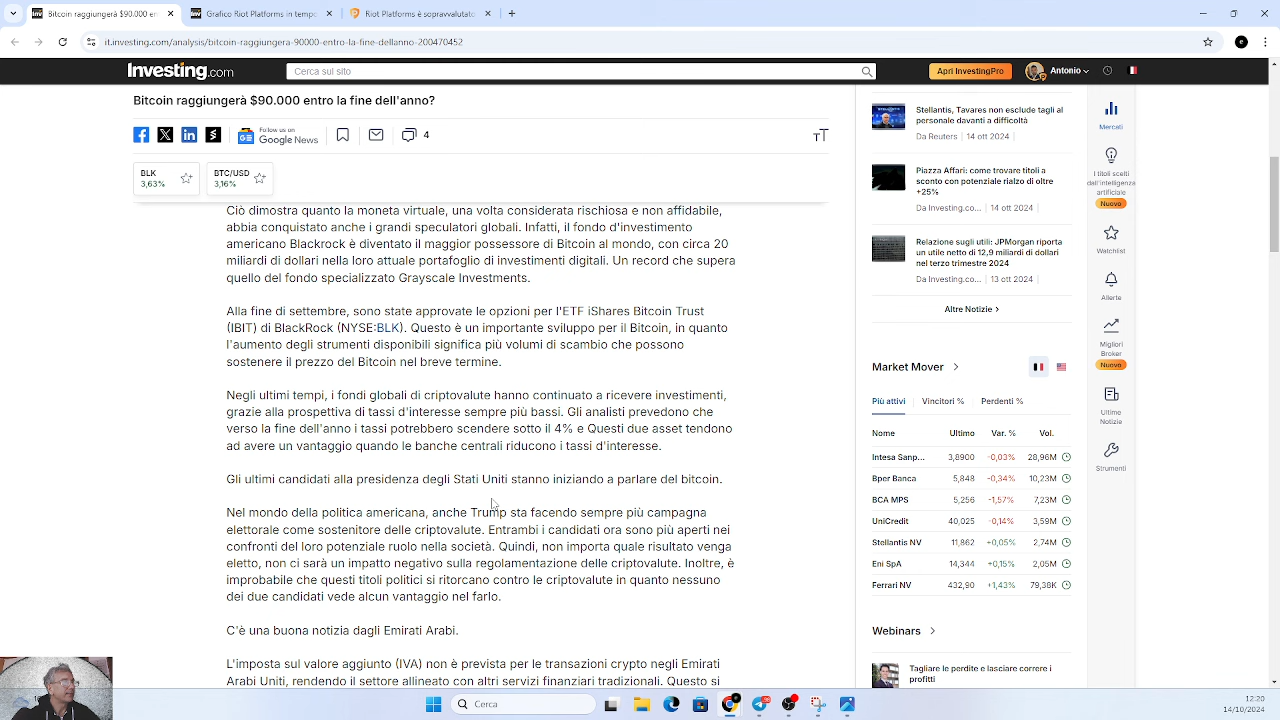 Bitcoin raggiungerà $90.000 en
Grafico Riot Platforms in tempo
Riot Platforms è sopravvalutato
it.investing.com/analysis/bitcoin-raggiungera-90000-entro-la-fine-dellanno-200470452
Investing.com
Cerca sul sito
Apri InvestingPro
Antonio
Bitcoin raggiungerà $90.000 entro la fine dell'anno?
Follow us on
Google News
4
BLK
3,63%
BTC/USD
3,16%
Ciò dimostra quanto la moneta virtuale, una volta considerata rischiosa e non affidabile,
abbia conquistato anche i grandi speculatori globali. Infatti, il fondo d'investimento
americano Blackrock è diventato il maggior possessore di Bitcoin al mondo, con circa 20
miliardi di dollari nella loro attuale portafoglio di investimenti digitali. Un record che supera
quello del fondo specializzato Grayscale Investments.
Alla fine di settembre, sono state approvate le opzioni per l'ETF iShares Bitcoin Trust
(IBIT) di BlackRock (NYSE:BLK). Questo è un importante sviluppo per il Bitcoin, in quanto
l'aumento degli strumenti disponibili significa più volumi di scambio che possono
sostenere il prezzo del Bitcoin nel breve termine.
Negli ultimi tempi, i fondi globali di criptovalute hanno continuato a ricevere investimenti,
grazie alla prospettiva di tassi d'interesse sempre più bassi. Gli analisti prevedono che
verso la fine dell'anno i tassi potrebbero scendere sotto il 4% e Questi due asset tendono
ad avere un vantaggio quando le banche centrali riducono i tassi d'interesse.
Gli ultimi candidati alla presidenza degli Stati Uniti stanno iniziando a parlare del bitcoin.
Nel mondo della politica americana, anche Trump sta facendo sempre più campagna
elettorale come sostenitore delle criptovalute. Entrambi i candidati ora sono più aperti nei
confronti del loro potenziale ruolo nella società. Quindi, non importa quale risultato venga
eletto, non ci sarà un impatto negativo sulla regolamentazione delle criptovalute. Inoltre, è
improbabile che questi titoli politici si ritorcano contro le criptovalute in quanto nessuno
dei due candidati vede alcun vantaggio nel farlo.
C'è una buona notizia dagli Emirati Arabi.
L'imposta sul valore aggiunto (IVA) non è prevista per le transazioni crypto negli Emirati
Arabi Uniti, rendendo il settore allineato con altri servizi finanziari tradizionali. Questo si
Stellantis, Tavares non esclude tagli al
personale davanti a difficoltà
Da Reuters | 14 ott 2024 |
Piazza Affari: come trovare titoli a
sconto con potenziale rialzo di oltre
+25%
Da Investing.co... | 14 ott 2024 |
Relazione sugli utili: JPMorgan riporta
un utile netto di 12,9 miliardi di dollari
nel terzo trimestre 2024
Da Investing.co... | 13 ott 2024 |
Altre Notizie >
Market Mover >
Più attivi Vincitori % Perdenti %
Nome Ultimo Var. % Vol.
Intesa Sanp... 3,8900 -0,03% 28,96M
Bper Banca 5,848 -0,34% 10,23M
BCA MPS 5,256 -1,57% 7,23M
UniCredit 40,025 -0,14% 3,59M
Stellantis NV 11,862 +0,05% 2,74M
Eni SpA 14,344 +0,15% 2,05M
Ferrari NV 432,90 +1,43% 79,38K
Webinars >
Tagliare le perdite e lasciare correre i
profitti
Mercati
I titoli scelti
dall'intelligenza
artificiale
Nuovo
Watchlist
Allerte
Migliori
Broker
Nuovo
Ultime
Notizie
Strumenti
Cerca
12:20
14/10/2024